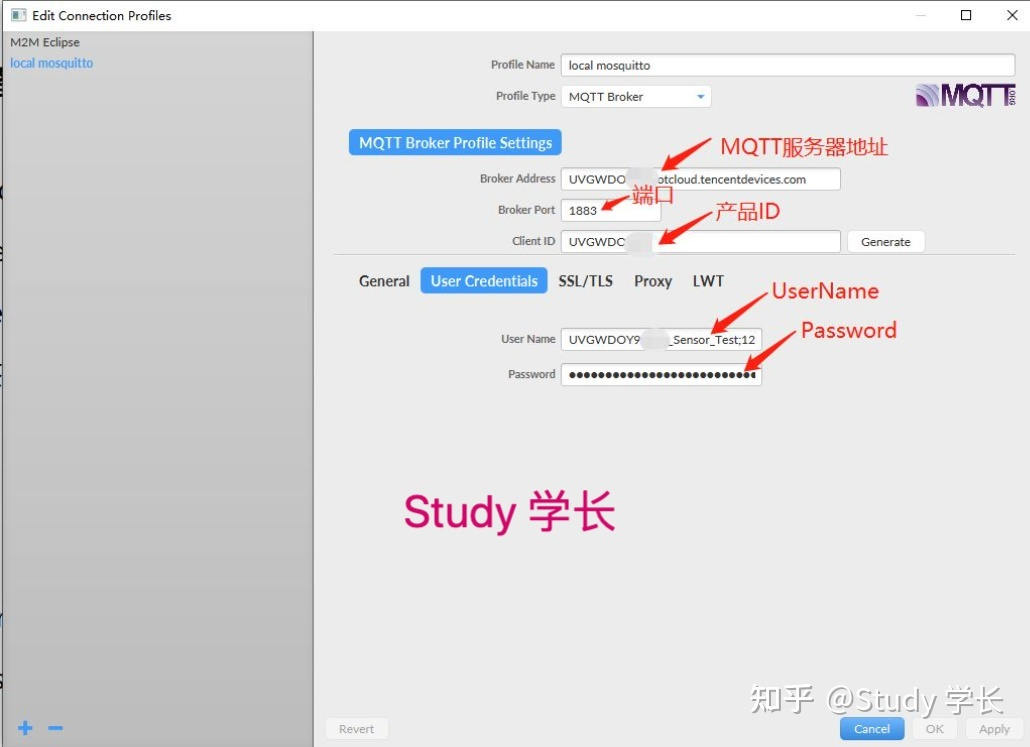 Edit Connection Profiles
M2M Eclipse
local mosquitto
Profile Name local mosquitto
Profile Type MQTT Broker
MQTT.ORG
MQTT Broker Profile Settings
MQTT服务器地址
Broker Address UVGWDO otcloud.tencentdevices.com
端口
Broker Port 1883
产品ID
Client ID UVGWDC Generate
General User Credentials SSL/TLS Proxy LWT
UserName
User Name UVGWDOY9 _Sensor_Test;12
Password
Password ●●●●●●●●●●●●●●●●●●●●●●●●●●
Study 学长
知乎 @Study 学长
Revert Cancel OK Apply